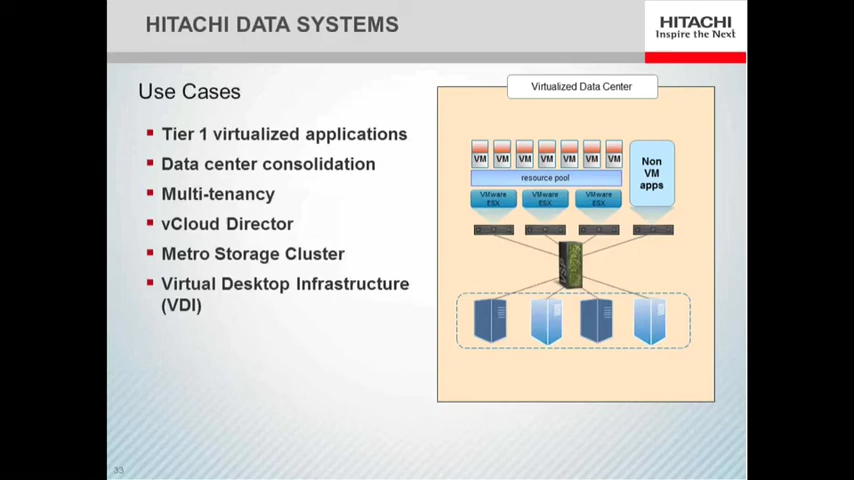 HITACHI DATA SYSTEMS
HITACHI
Inspire the Next
Use Cases
Tier 1 virtualized applications
Data center consolidation
Multi-tenancy
vCloud Director
Metro Storage Cluster
Virtual Desktop Infrastructure
(VDI)
Virtualized Data Center
VM VM VM VM VM VM VM
resource pool
VMware
ESX
VMware
ESX
VMware
ESX
Non
VM
apps
VSP
33